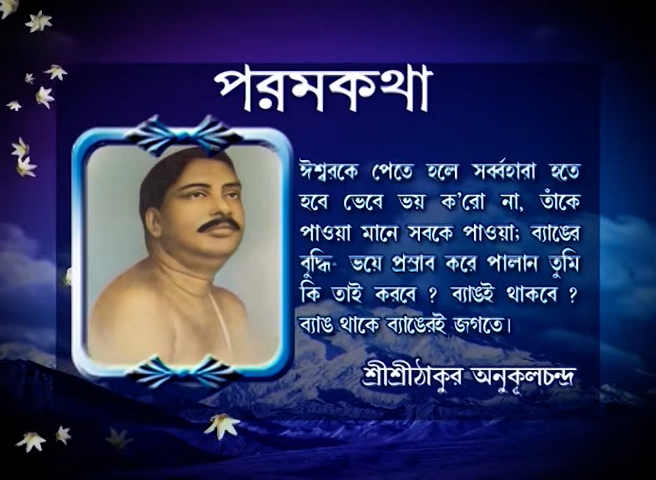 পরমকথা
ঈশ্বরকে পেতে হলে সর্ব্বহারা হতে
হবে ভেবে ভয় ক'রো না, তাঁকে
পাওয়া মানে সবকে পাওয়া; ব্যাঙের
বুদ্ধি- ভয়ে প্রস্রাব করে পালান তুমি
কি তাই করবে ? ব্যাঙই থাকবে ?
ব্যাঙ থাকে ব্যাঙেরই জগতে।
শ্রীশ্রীঠাকুর অনুকূলচন্দ্র